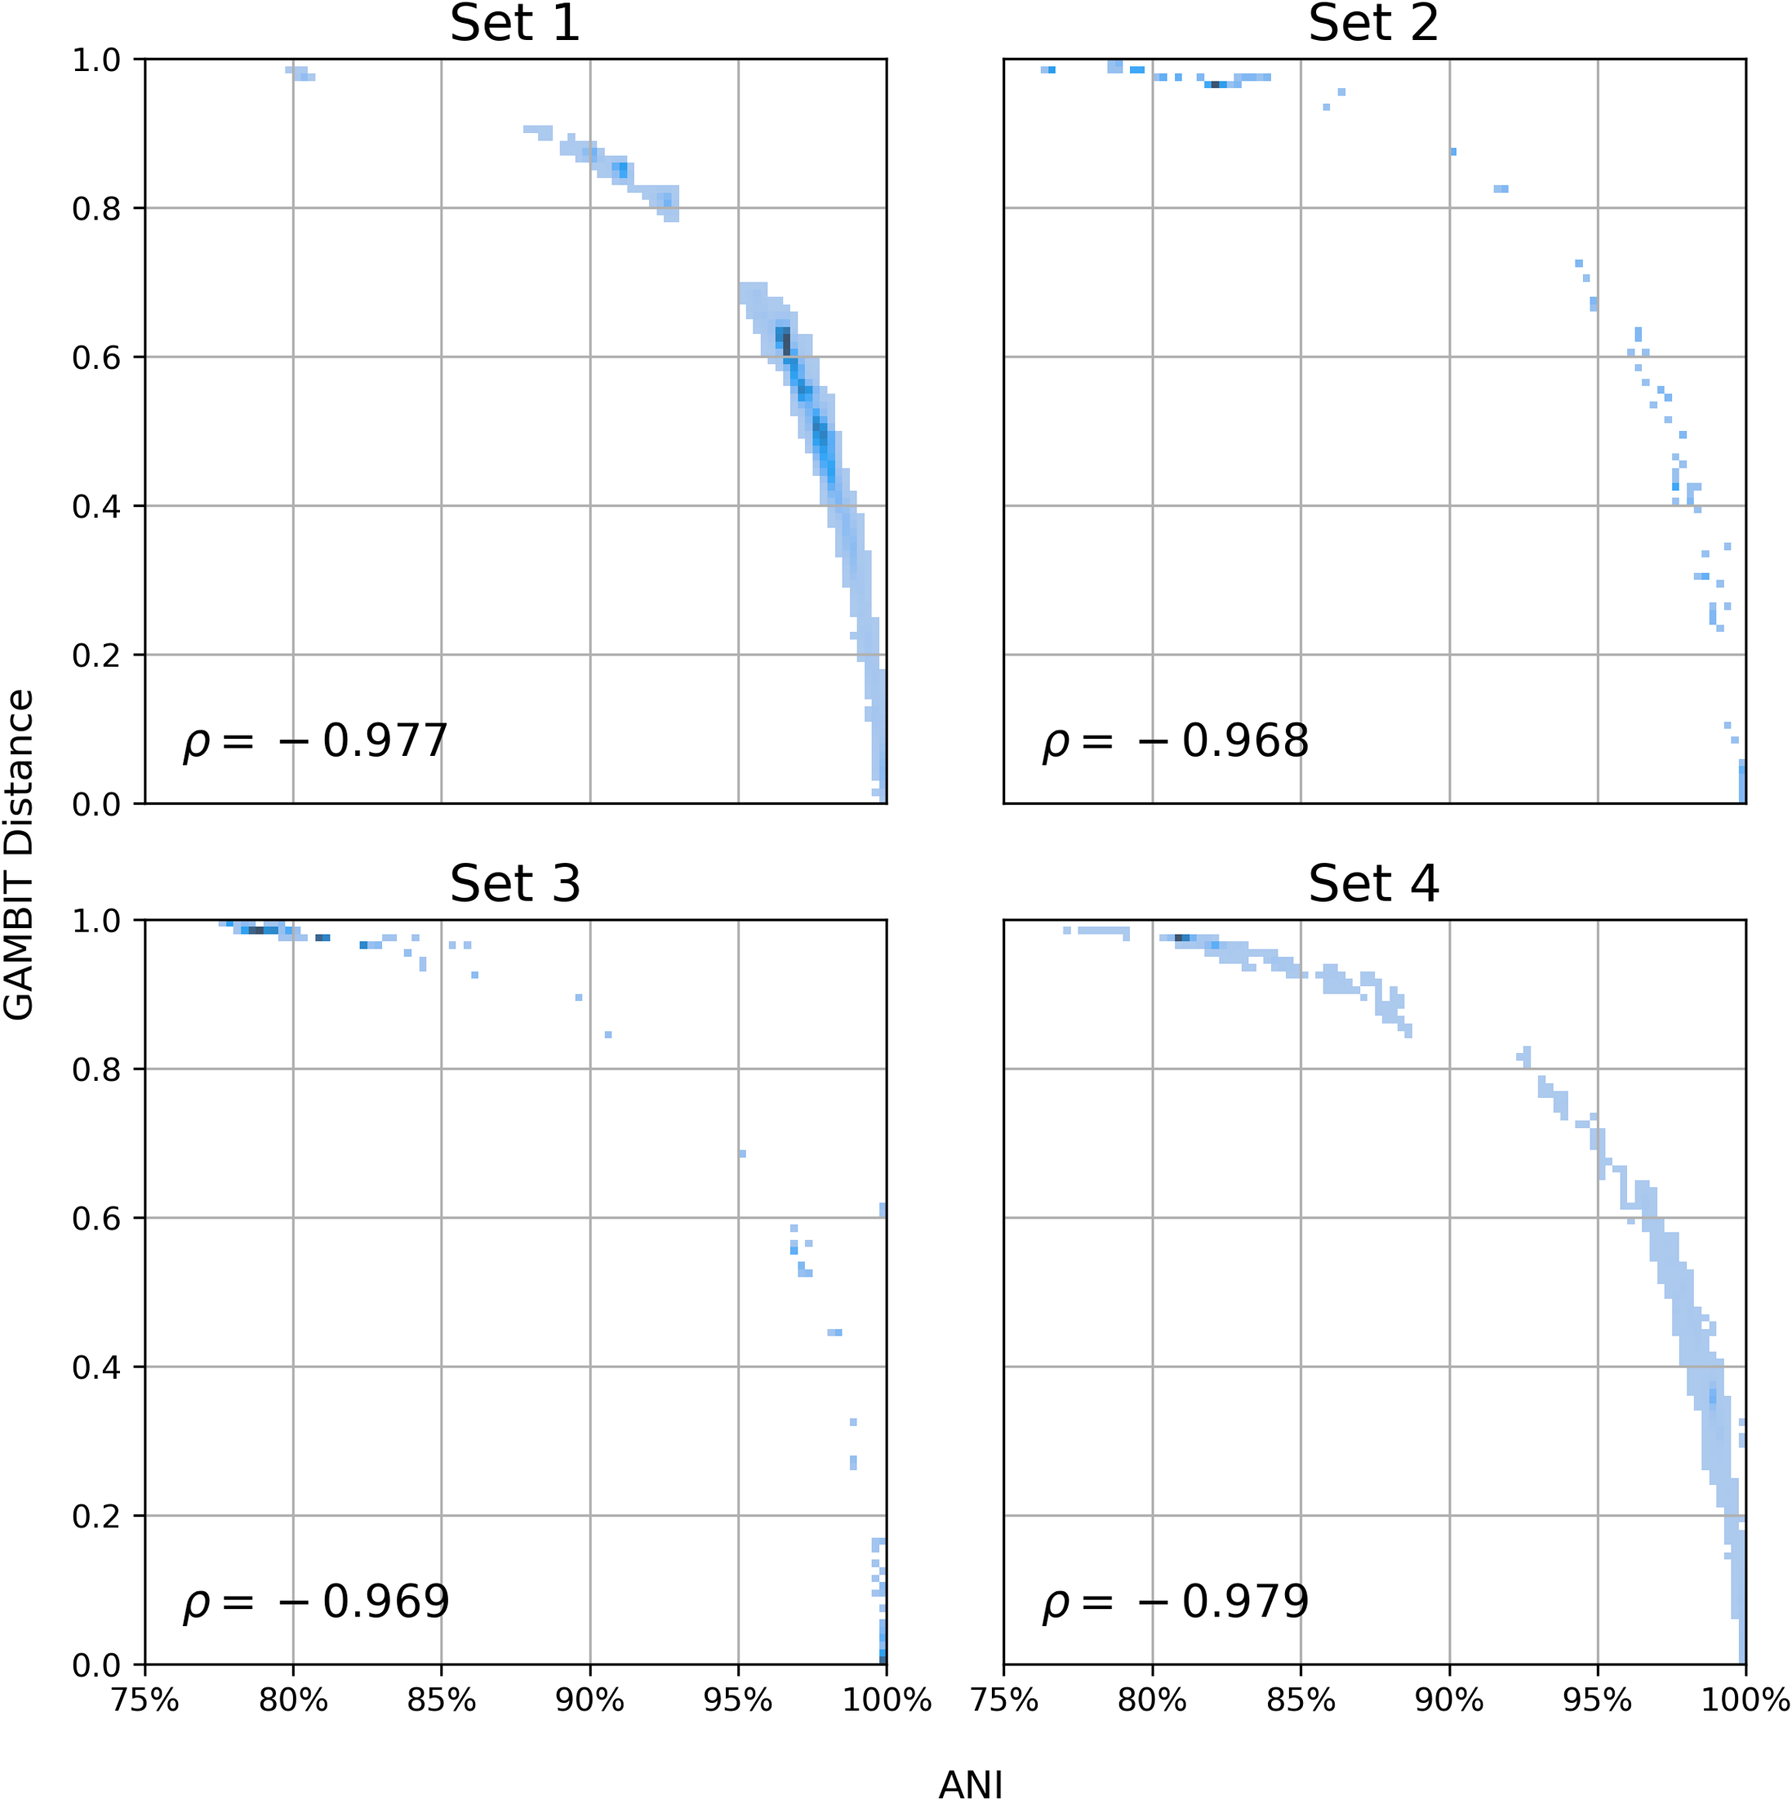 Set 1
Set 2
1.0
0.8
0.6
0.4
0.2
0.0
ρ = −0.977
ρ = −0.968
GAMBIT Distance
Set 3
Set 4
1.0
0.8
0.6
0.4
0.2
0.0
ρ = −0.969
ρ = −0.979
75% 80% 85% 90% 95% 100%
75% 80% 85% 90% 95% 100%
ANI